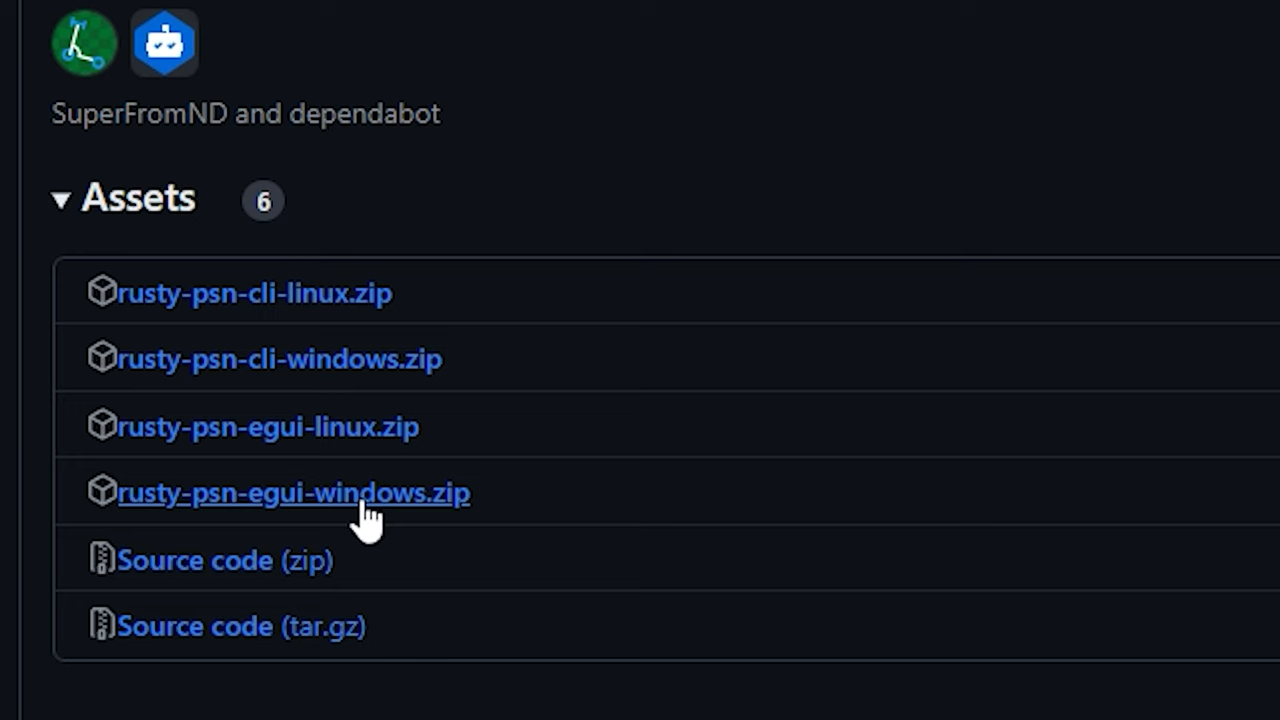 SuperFromND and dependabot
Assets 6
rusty-psn-cli-linux.zip
rusty-psn-cli-windows.zip
rusty-psn-egui-linux.zip
rusty-psn-egui-windows.zip
Source code (zip)
Source code (tar.gz)